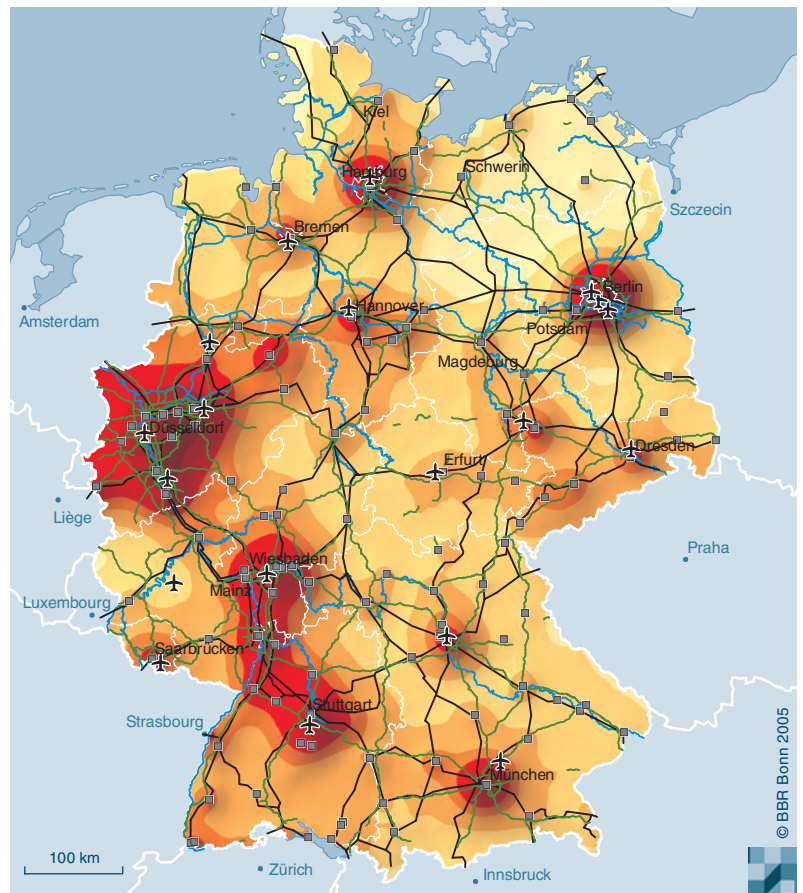 Kiel
Hamburg
Schwerin
Szczecin
Bremen
Berlin
Hannover
Amsterdam
Potsdam
Magdeburg
Düsseldorf
Dresden
Erfurt
Liège
Praha
Wiesbaden
Mainz
Luxembourg
Saarbrücken
Stuttgart
Strasbourg
München
100 km
Zürich
Innsbruck
© BBR Bonn 2005